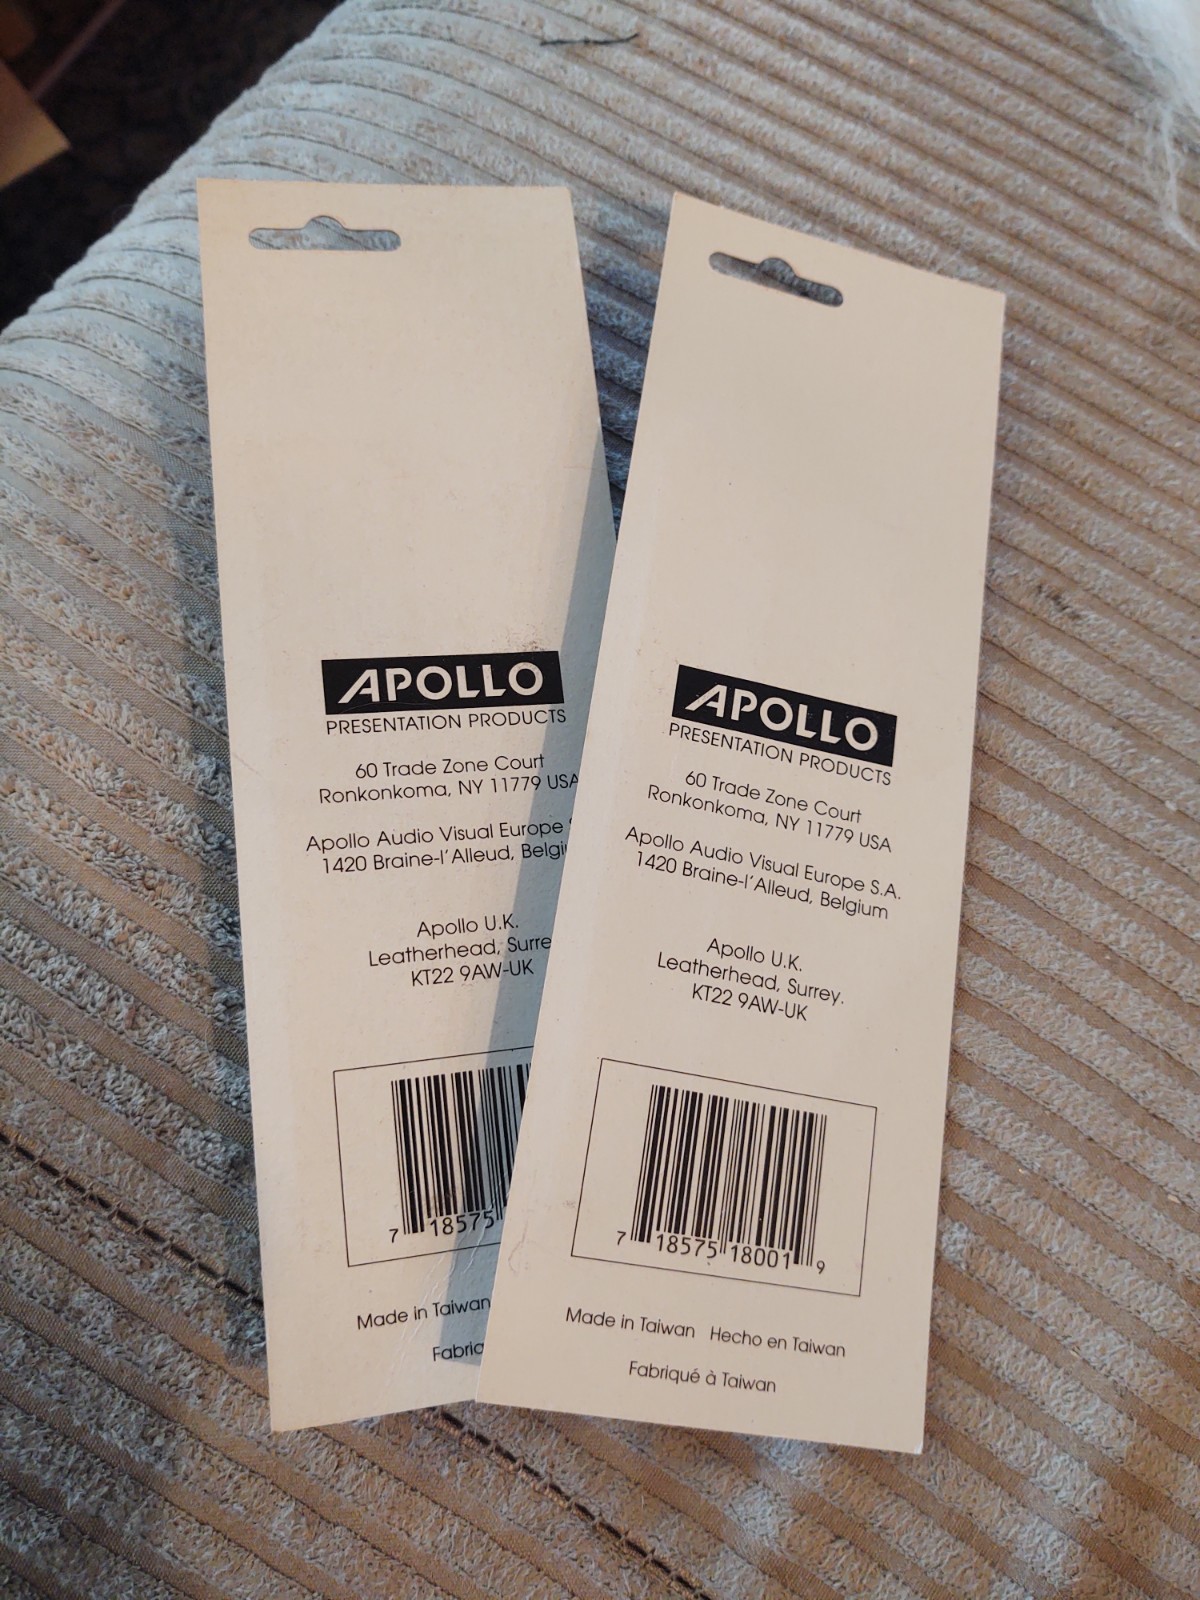 APOLLO
PRESENTATION PRODUCTS
60 Trade Zone Court
Ronkonkoma, NY 11779 USA
Apollo Audio Visual Europe
1420 Braine-l'Alleud,
Apollo U.K.
Leatherhead,
KT22 9AW-UK
7 18575
Made in Taiwan
APOLLO
PRESENTATION PRODUCTS
60 Trade Zone Court
Ronkonkoma, NY 11779 USA
Apollo Audio Visual Europe S.A.
1420 Braine-l'Alleud, Belgium
Apollo U.K.
Leatherhead, Surrey.
KT22 9AW-UK
7 18575 18001 9
Made in Taiwan Hecho en Taiwan
Fabriqué à Taiwan